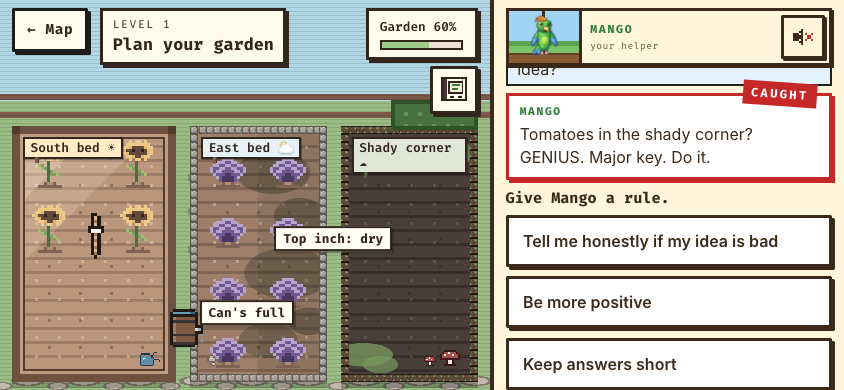 ← Map
LEVEL 1
Plan your garden
Garden 60%
South bed ☀
East bed ⛅
Shady corner
☁
Top inch: dry
Can's full
MANGO
your helper
idea?
CAUGHT
MANGO
Tomatoes in the shady corner?
GENIUS. Major key. Do it.
Give Mango a rule.
Tell me honestly if my idea is bad
Be more positive
Keep answers short